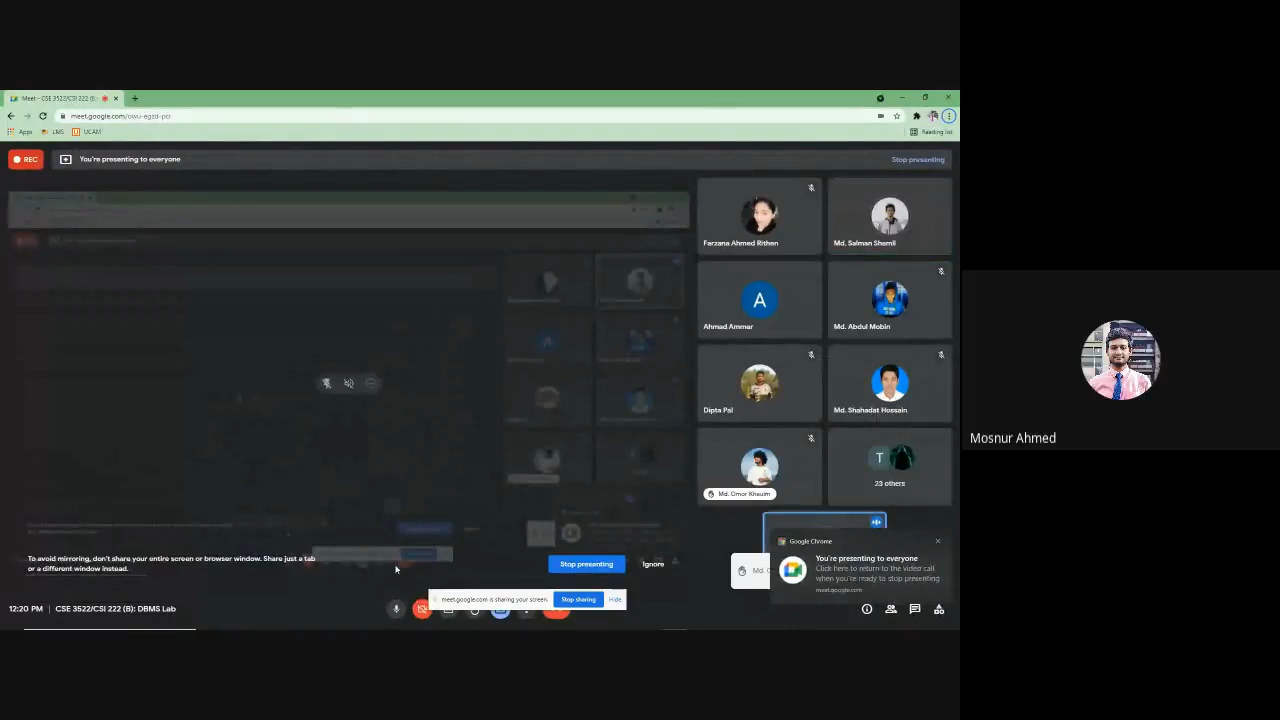 Meet - CSE 3522/CSI 222 (B):
meet.google.com/owu-egzd-pci
Apps LMS UCAM Reading list
REC You're presenting to everyone Stop presenting
Farzana Ahmed Rithen
Md. Salman Shamil
A
Ahmad Ammar
Md. Abdul Mobin
Dipta Pal
Md. Shahadat Hossain
Md. Omor Khauim
T
23 others
Mosnur Ahmed
Google Chrome
You're presenting to everyone
Click here to return to the video call
when you're ready to stop presenting
meet.google.com
To avoid mirroring, don't share your entire screen or browser window. Share just a tab
or a different window instead.
Stop presenting Ignore
meet.google.com is sharing your screen. Stop sharing Hide
12:20 PM CSE 3522/CSI 222 (B): DBMS Lab